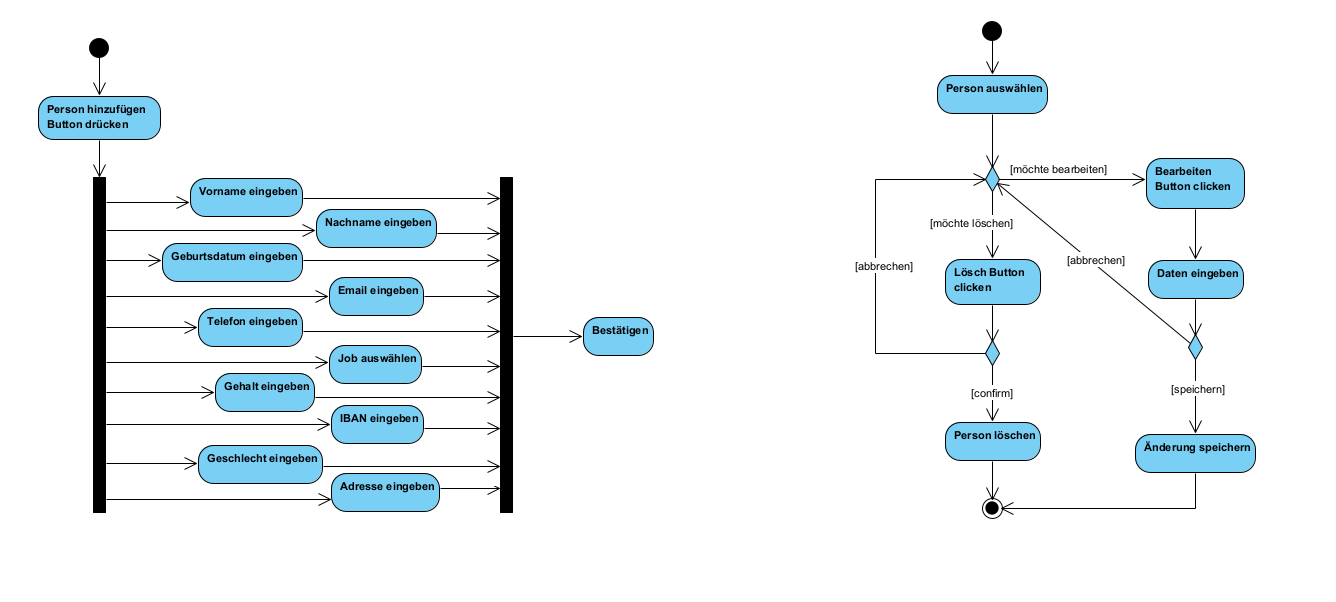 Person hinzufügen
Button drücken
Vorname eingeben
Nachname eingeben
Geburtsdatum eingeben
Email eingeben
Telefon eingeben
Job auswählen
Gehalt eingeben
IBAN eingeben
Geschlecht eingeben
Adresse eingeben
Bestätigen
Person auswählen
[möchte bearbeiten]
Bearbeiten
Button clicken
[möchte löschen]
[abbrechen]
Lösch Button
clicken
[abbrechen]
Daten eingeben
[confirm]
[speichern]
Person löschen
Änderung speichern